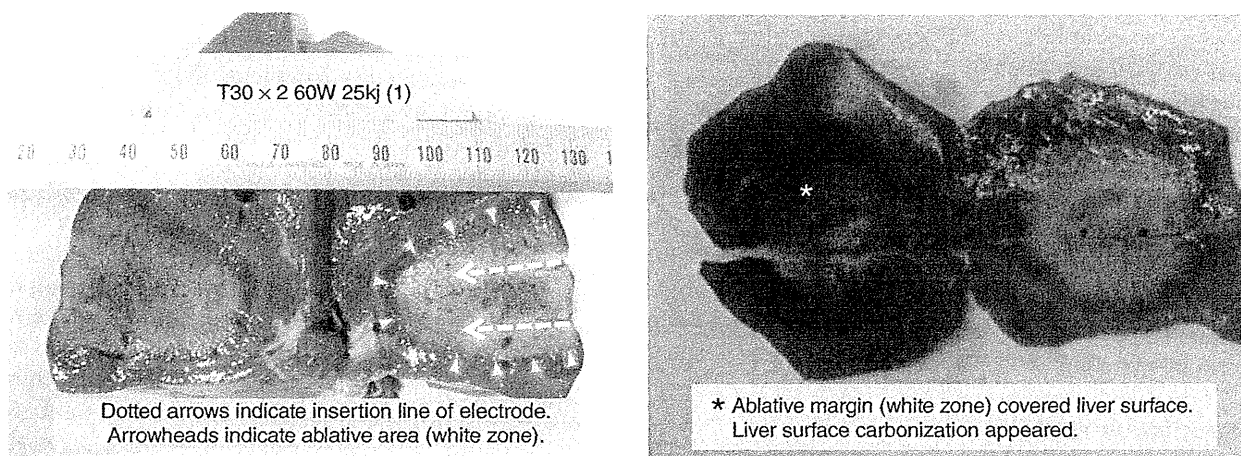 T30 × 2 60W 25kj (1)
20 30 40 50 60 70 80 90 100 110 120 130 1
Dotted arrows indicate insertion line of electrode.
Arrowheads indicate ablative area (white zone).
* Ablative margin (white zone) covered liver surface.
Liver surface carbonization appeared.